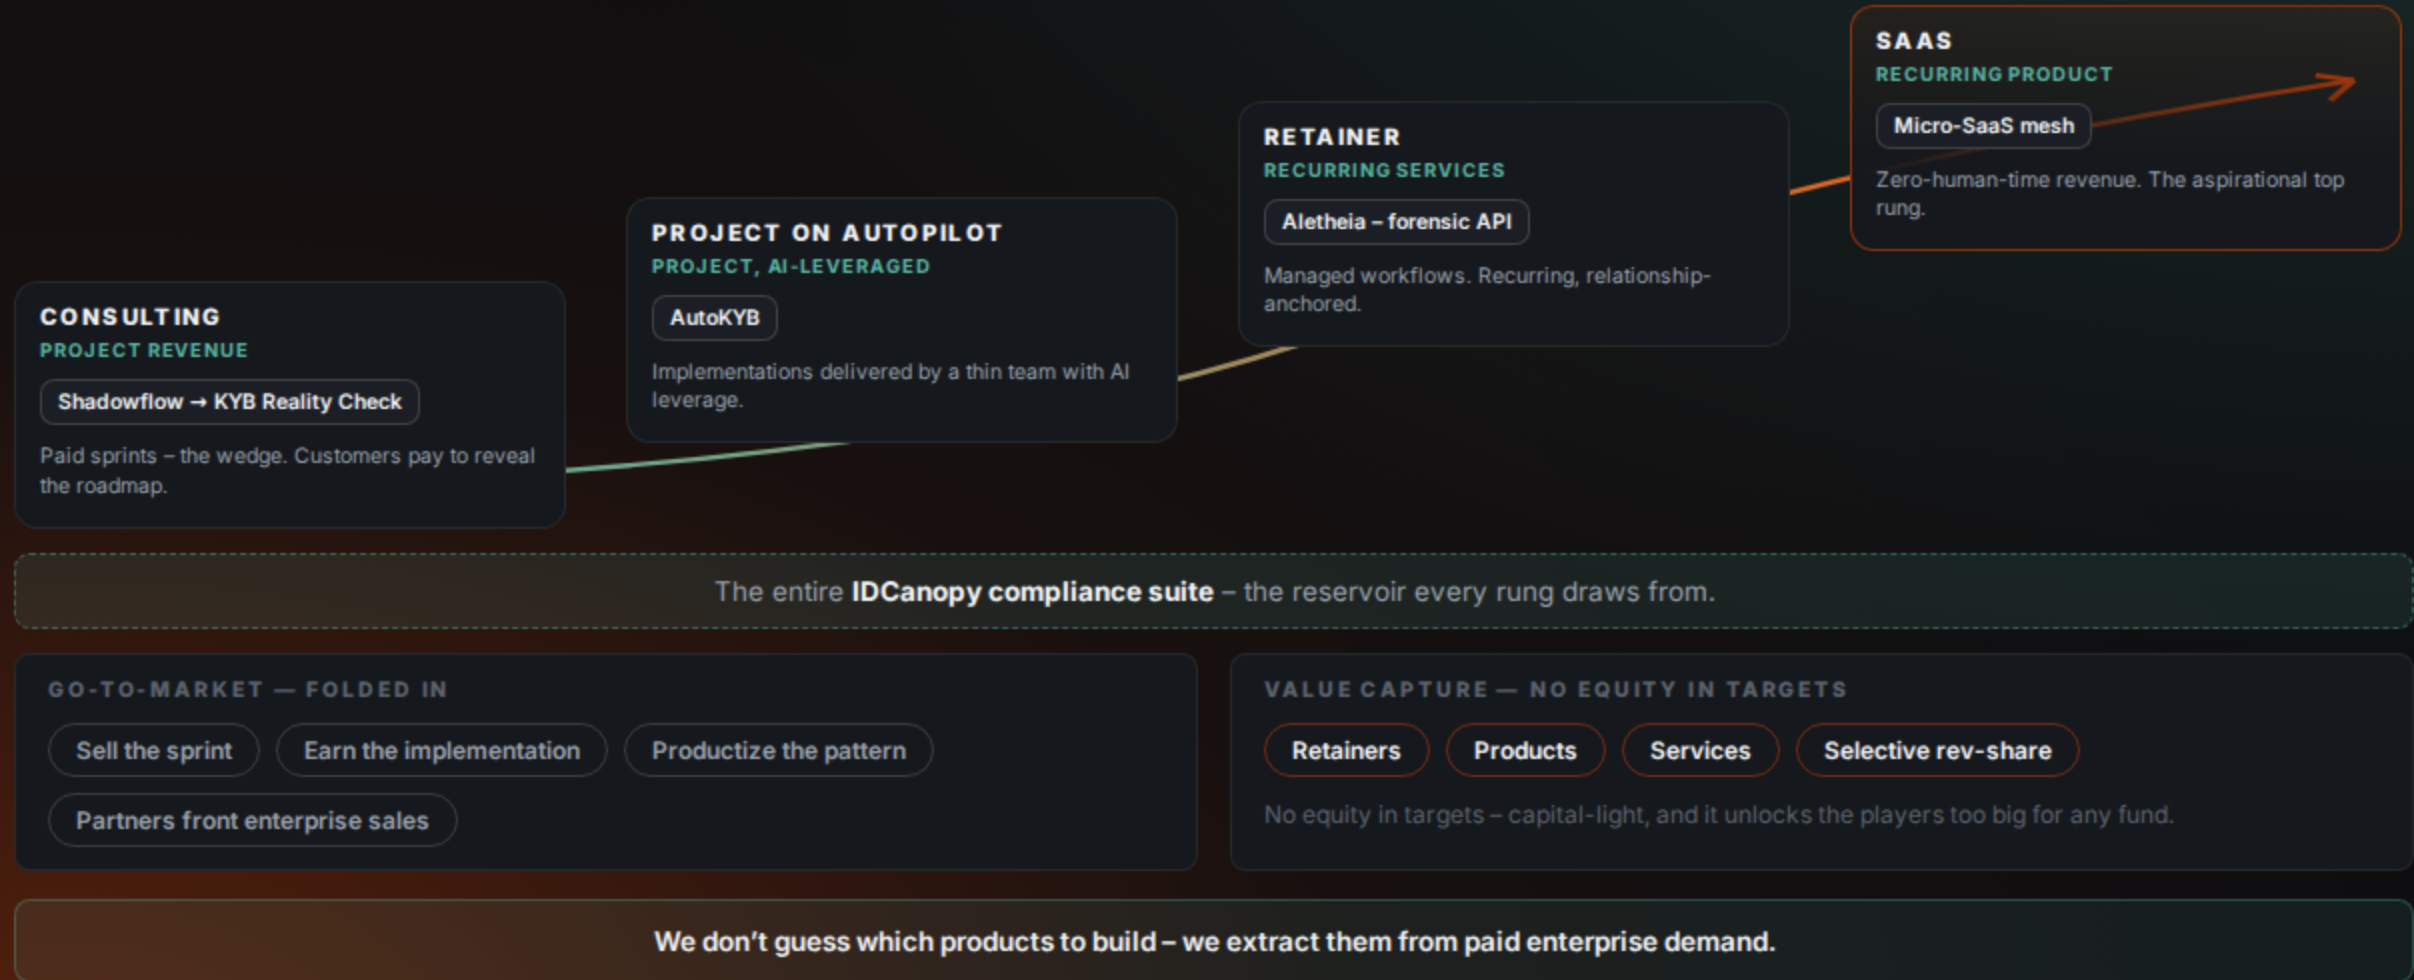 CONSULTING
PROJECT REVENUE
Shadowflow → KYB Reality Check
Paid sprints – the wedge. Customers pay to reveal
the roadmap.
PROJECT ON AUTOPILOT
PROJECT, AI-LEVERAGED
AutoKYB
Implementations delivered by a thin team with AI
leverage.
RETAINER
RECURRING SERVICES
Aletheia – forensic API
Managed workflows. Recurring, relationship-
anchored.
SAAS
RECURRING PRODUCT
Micro-SaaS mesh
Zero-human-time revenue. The aspirational top
rung.
The entire IDCanopy compliance suite – the reservoir every rung draws from.
GO-TO-MARKET — FOLDED IN
Sell the sprint
Earn the implementation
Productize the pattern
Partners front enterprise sales
VALUE CAPTURE — NO EQUITY IN TARGETS
Retainers
Products
Services
Selective rev-share
No equity in targets – capital-light, and it unlocks the players too big for any fund.
We don’t guess which products to build – we extract them from paid enterprise demand.